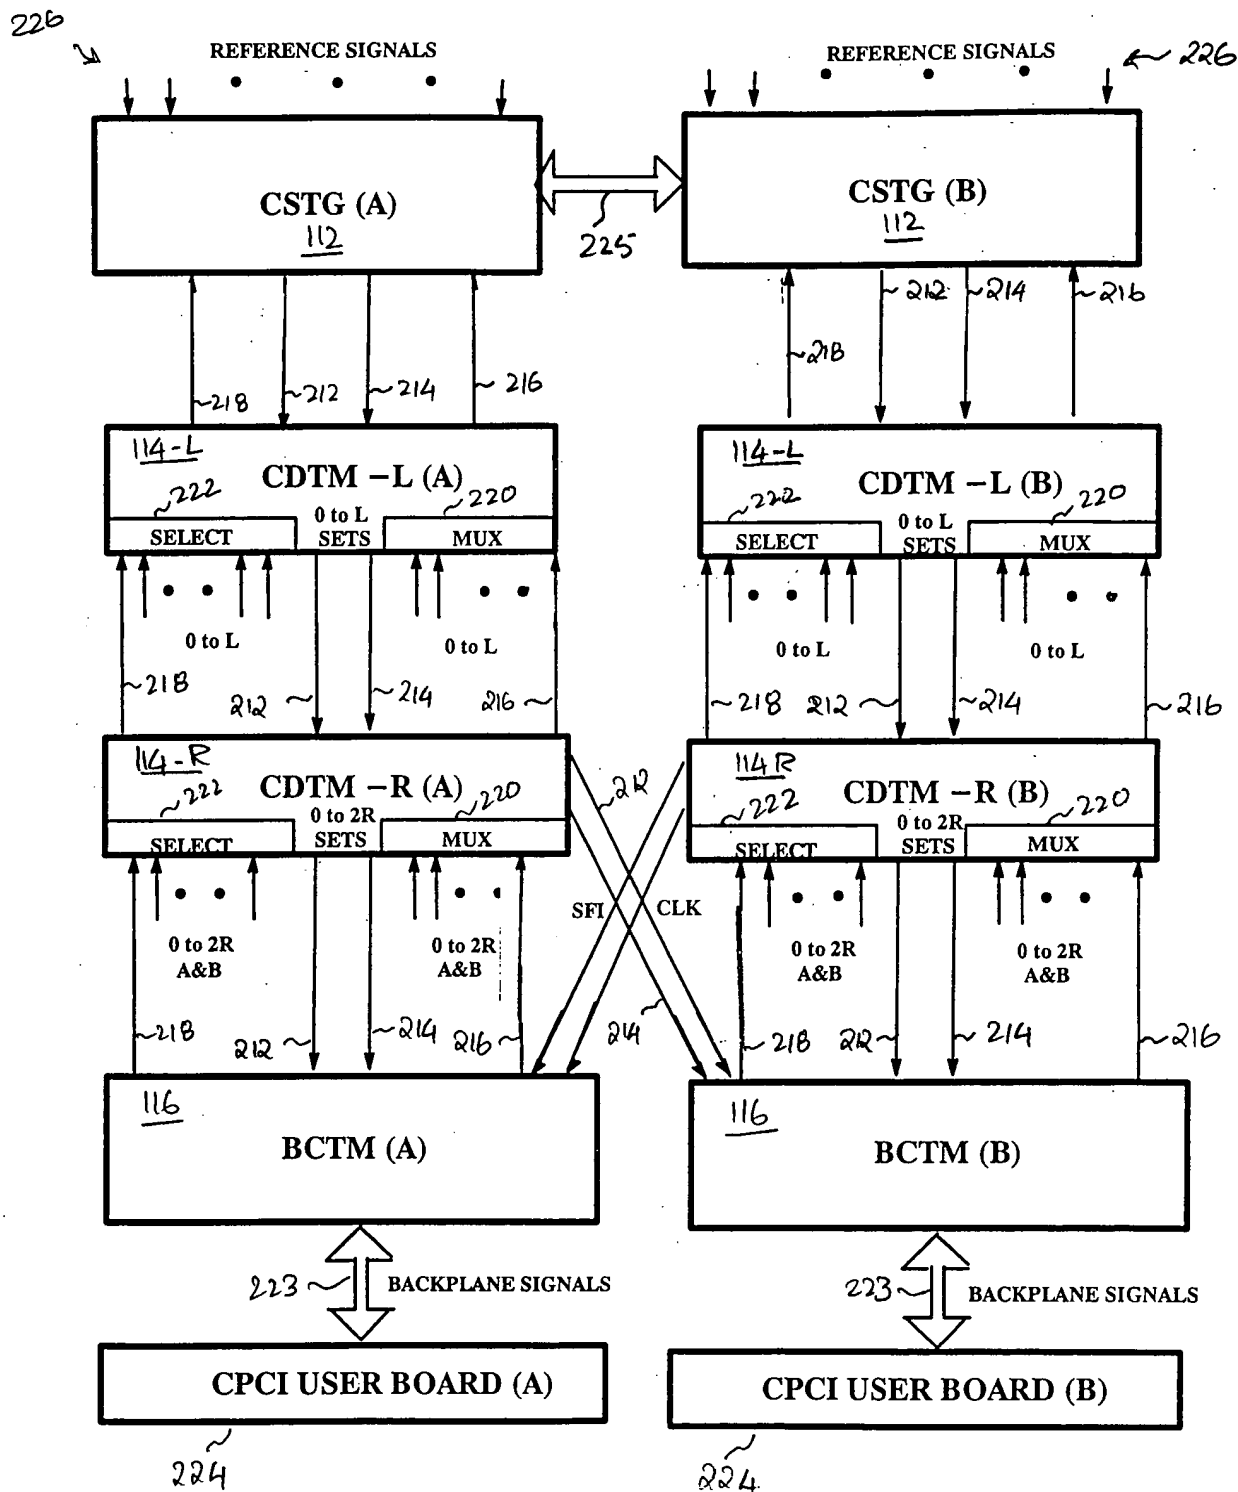 226
REFERENCE SIGNALS
REFERENCE SIGNALS
226
CSTG (A)
112
225
CSTG (B)
112
218
212
214
216
218
212
214
216
114-L
CDTM –L (A)
222
0 to L
220
SELECT
SETS
MUX
114-L
CDTM –L (B)
222
0 to L
220
SELECT
SETS
MUX
0 to L
0 to L
0 to L
0 to L
218
212
214
216
218
212
214
216
114-R
CDTM –R (A)
222
0 to 2R
220
SELECT
SETS
MUX
212
114R
CDTM –R (B)
222
0 to 2R
220
SELECT
SETS
MUX
SFI
CLK
0 to 2R
A&B
0 to 2R
A&B
0 to 2R
A&B
0 to 2R
A&B
218
212
214
216
214
218
212
214
216
116
BCTM (A)
116
BCTM (B)
223
BACKPLANE SIGNALS
223
BACKPLANE SIGNALS
CPCI USER BOARD (A)
CPCI USER BOARD (B)
224
224